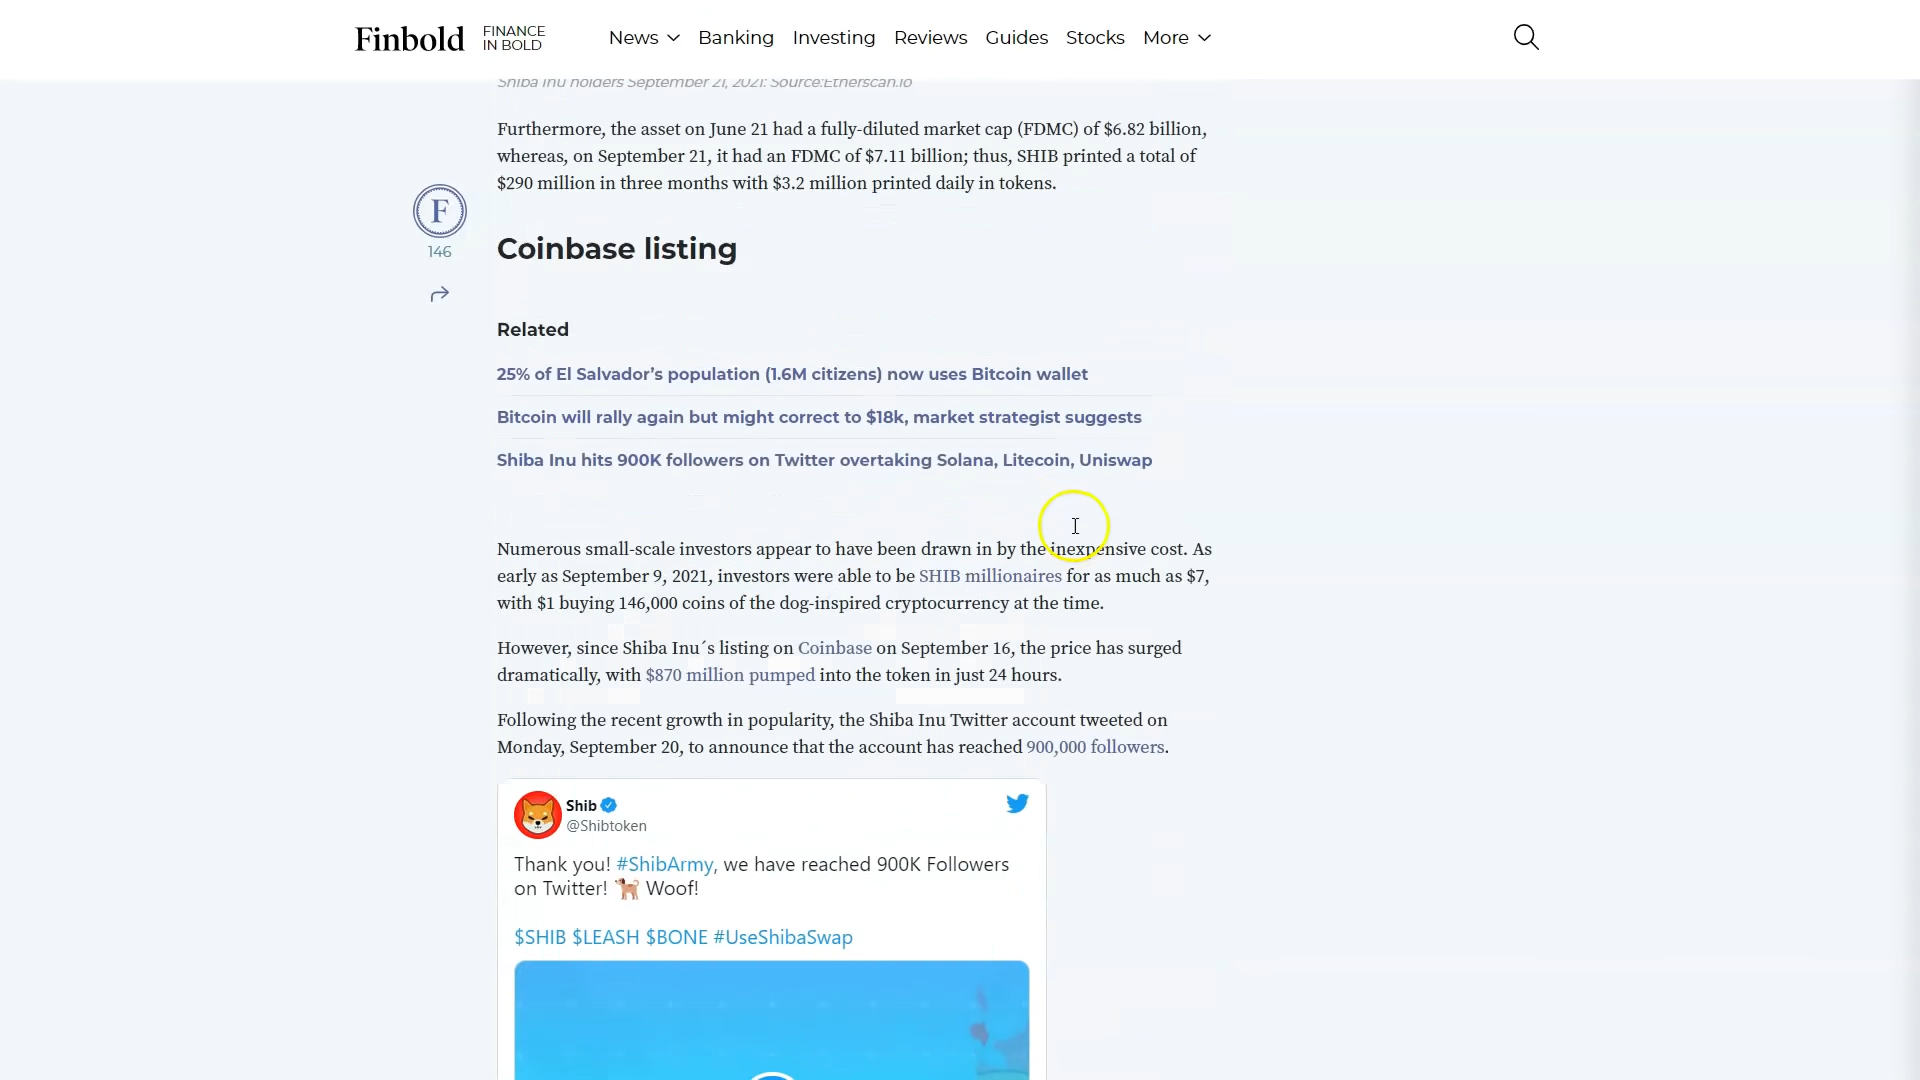 Finbold FINANCE IN BOLD News Banking Investing Reviews Guides Stocks More
Shiba Inu holders September 21, 2021: Source:Etherscan.io
Furthermore, the asset on June 21 had a fully-diluted market cap (FDMC) of $6.82 billion,
whereas, on September 21, it had an FDMC of $7.11 billion; thus, SHIB printed a total of
$290 million in three months with $3.2 million printed daily in tokens.
F
146
Coinbase listing
Related
25% of El Salvador’s population (1.6M citizens) now uses Bitcoin wallet
Bitcoin will rally again but might correct to $18k, market strategist suggests
Shiba Inu hits 900K followers on Twitter overtaking Solana, Litecoin, Uniswap
Numerous small-scale investors appear to have been drawn in by the inexpensive cost. As
early as September 9, 2021, investors were able to be SHIB millionaires for as much as $7,
with $1 buying 146,000 coins of the dog-inspired cryptocurrency at the time.
However, since Shiba Inu´s listing on Coinbase on September 16, the price has surged
dramatically, with $870 million pumped into the token in just 24 hours.
Following the recent growth in popularity, the Shiba Inu Twitter account tweeted on
Monday, September 20, to announce that the account has reached 900,000 followers.
Shib
@Shibtoken
Thank you! #ShibArmy, we have reached 900K Followers
on Twitter! 🐕 Woof!
$SHIB $LEASH $BONE #UseShibaSwap